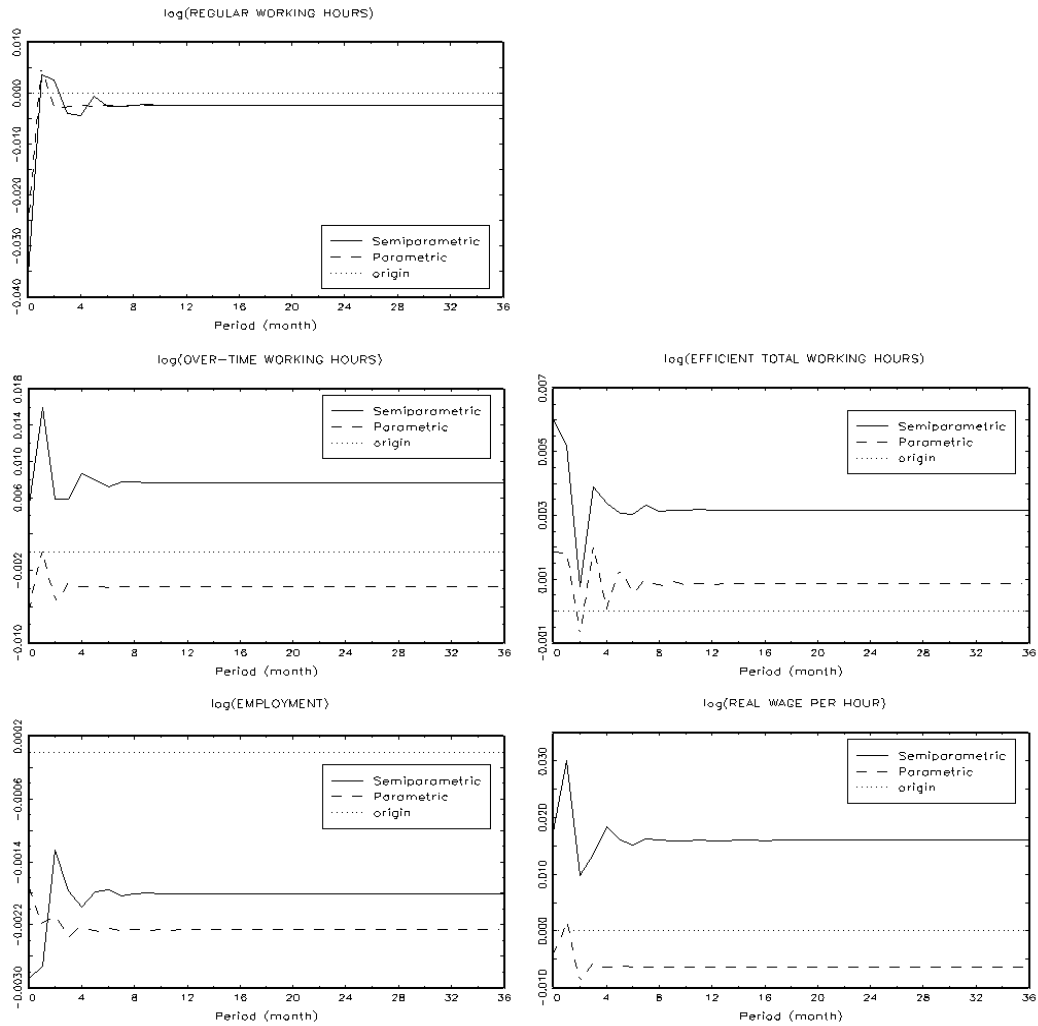 log(REGULAR WORKING HOURS)
0.010
0.000
-0.010
-0.020
-0.030
-0.040
Semiparametric
Parametric
origin
0 4 8 12 16 20 24 28 32 36
Period (month)
log(OVER-TIME WORKING HOURS)
0.018
0.014
0.010
0.006
-0.002
-0.010
Semiparametric
Parametric
origin
0 4 8 12 16 20 24 28 32 36
Period (month)
log(EFFICIENT TOTAL WORKING HOURS)
0.007
0.005
0.003
0.001
-0.001
Semiparametric
Parametric
origin
0 4 8 12 16 20 24 28 32 36
Period (month)
log(EMPLOYMENT)
0.0002
-0.0006
-0.0014
-0.0022
-0.0030
Semiparametric
Parametric
origin
0 4 8 12 16 20 24 28 32 36
Period (month)
log(REAL WAGE PER HOUR)
0.030
0.020
0.010
0.000
-0.010
Semiparametric
Parametric
origin
0 4 8 12 16 20 24 28 32 36
Period (month)